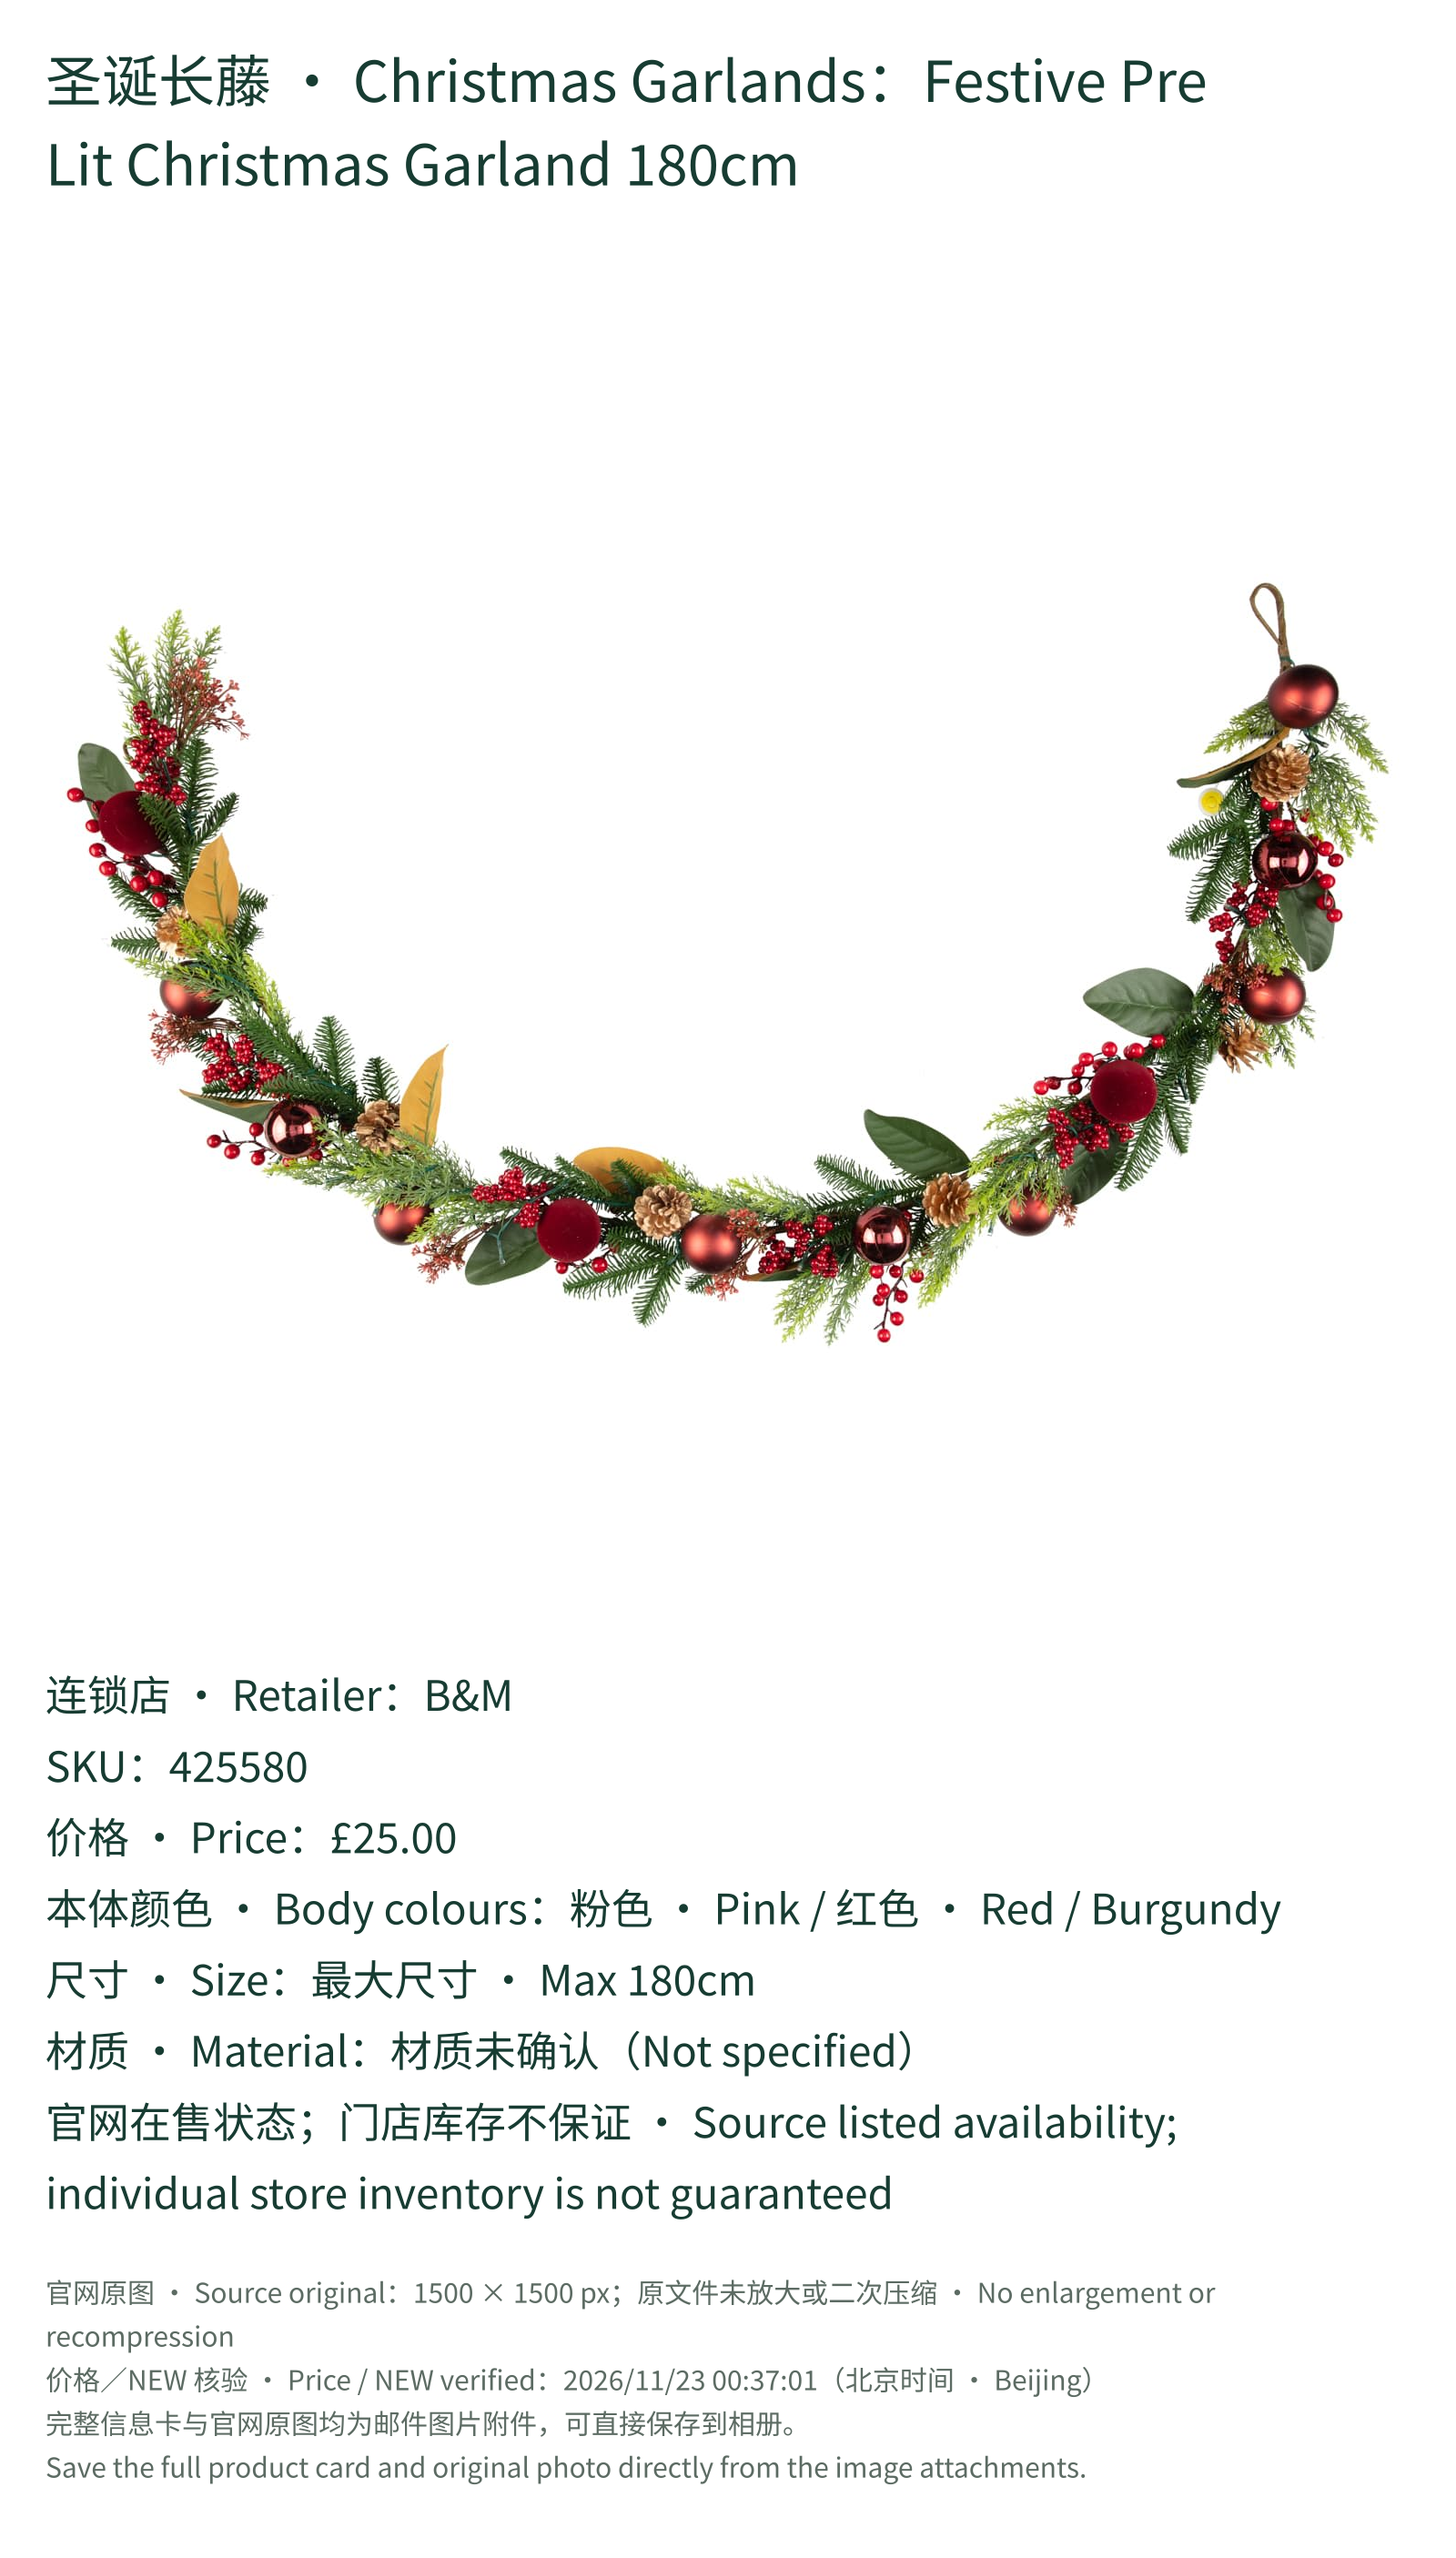 圣诞长藤 · Christmas Garlands：Festive Pre
Lit Christmas Garland 180cm
连锁店 · Retailer：B&M
SKU：425580
价格 · Price：£25.00
本体颜色 · Body colours：粉色 · Pink / 红色 · Red / Burgundy
尺寸 · Size：最大尺寸 · Max 180cm
材质 · Material：材质未确认（Not specified）
官网在售状态；门店库存不保证 · Source listed availability;
individual store inventory is not guaranteed
官网原图 · Source original：1500 × 1500 px；原文件未放大或二次压缩 · No enlargement or
recompression
价格／NEW 核验 · Price / NEW verified：2026/11/23 00:37:01（北京时间 · Beijing）
完整信息卡与官网原图均为邮件图片附件，可直接保存到相册。
Save the full product card and original photo directly from the image attachments.